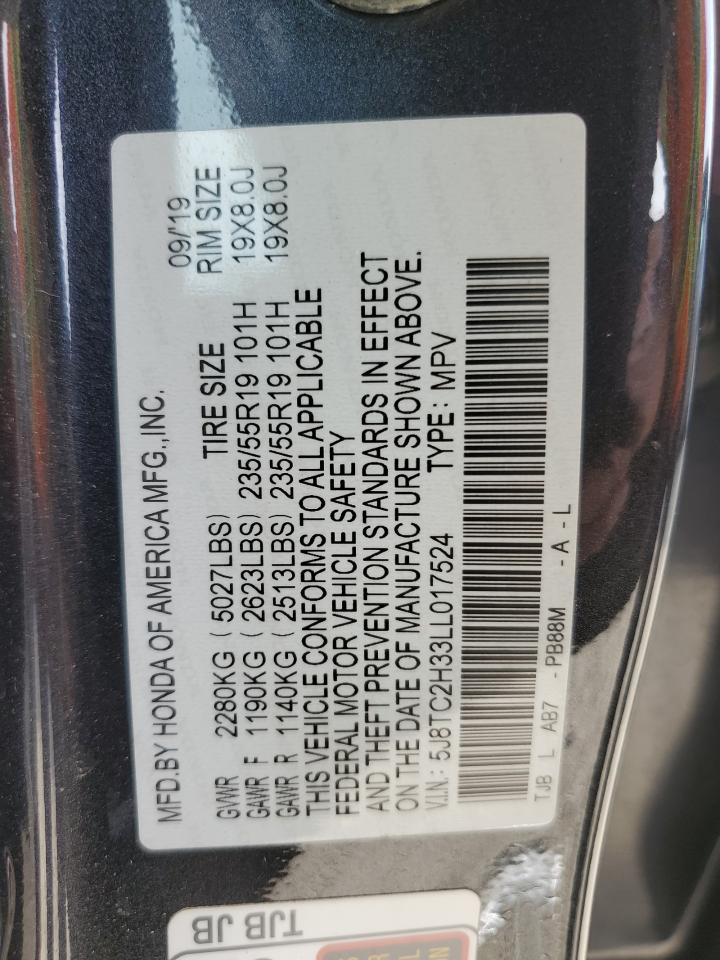 MFD.BY HONDA OF AMERICA MFG.,INC.
09/'19
GVWR 2280KG (5027LBS) TIRE SIZE RIM SIZE
GAWR F 1190KG (2623LBS) 235/55R19 101H 19X8.0J
GAWR R 1140KG (2513LBS) 235/55R19 101H 19X8.0J
THIS VEHICLE CONFORMS TO ALL APPLICABLE
FEDERAL MOTOR VEHICLE SAFETY
AND THEFT PREVENTION STANDARDS IN EFFECT
ON THE DATE OF MANUFACTURE SHOWN ABOVE.
V.I.N: 5J8TC2H33LL017524 TYPE: MPV
TJB L AB7 -PB88M -A -L
TJB JB